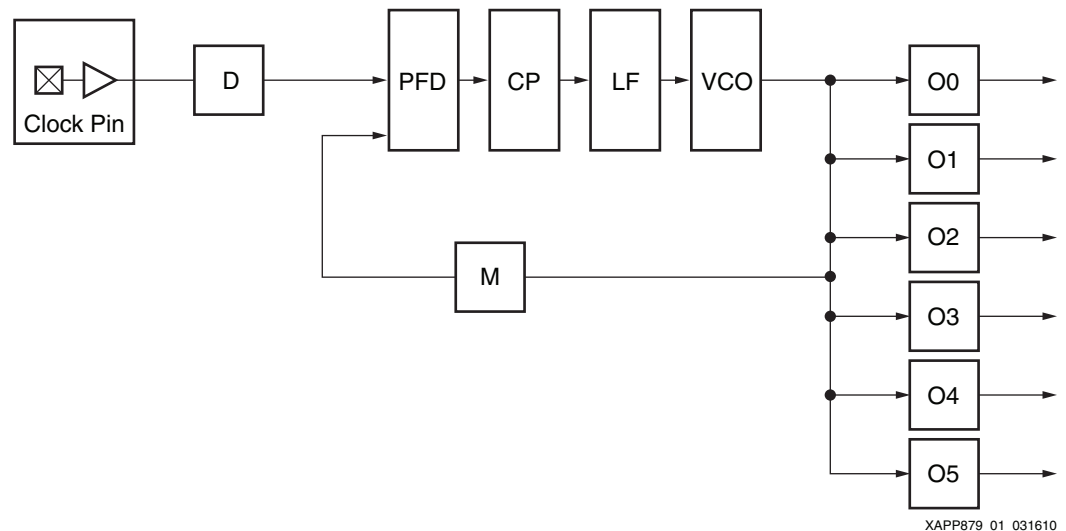 Clock Pin
D
PFD
CP
LF
VCO
O0
O1
O2
M
O3
O4
O5
XAPP879_01_031610